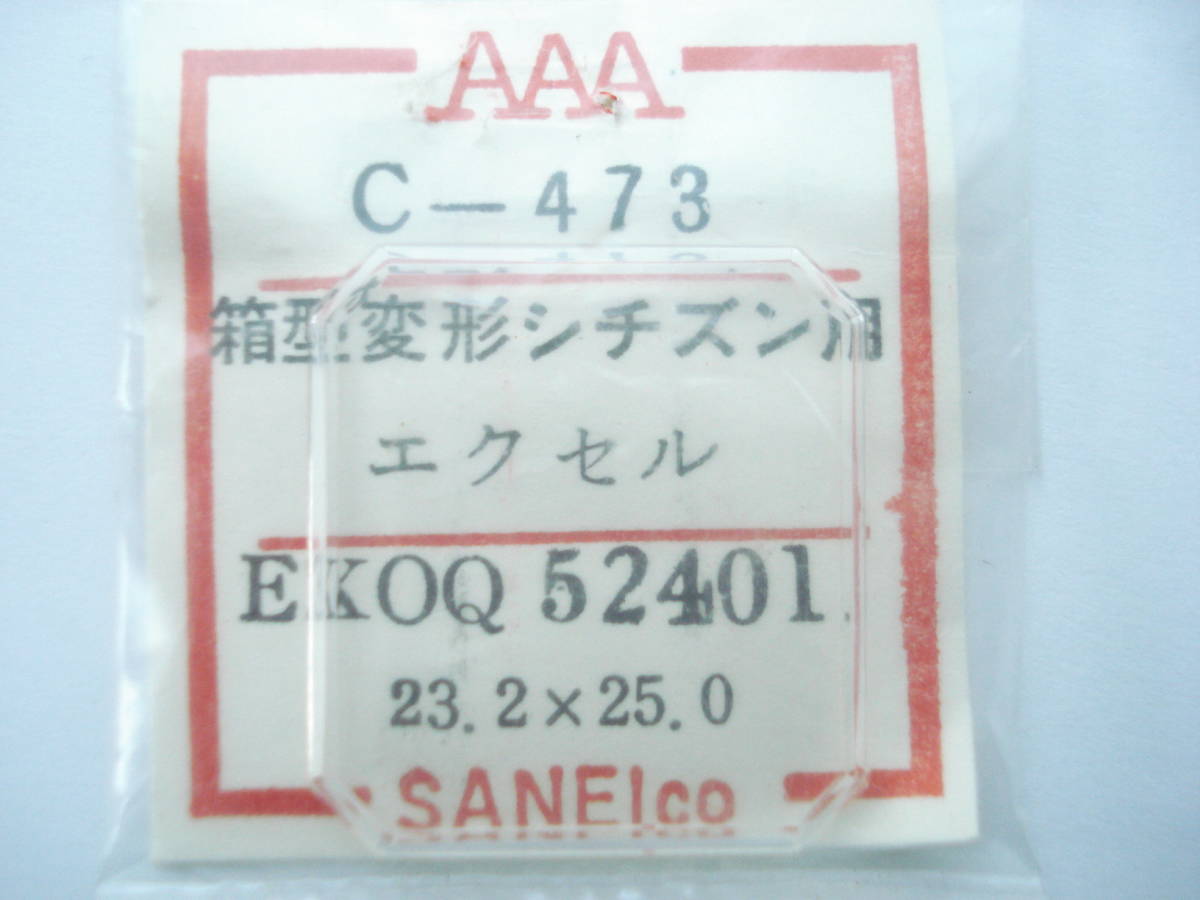 AAA
C—473
箱型変形シチズン用
エクセル
EKOQ 52401
23.2×25.0
SANEIco